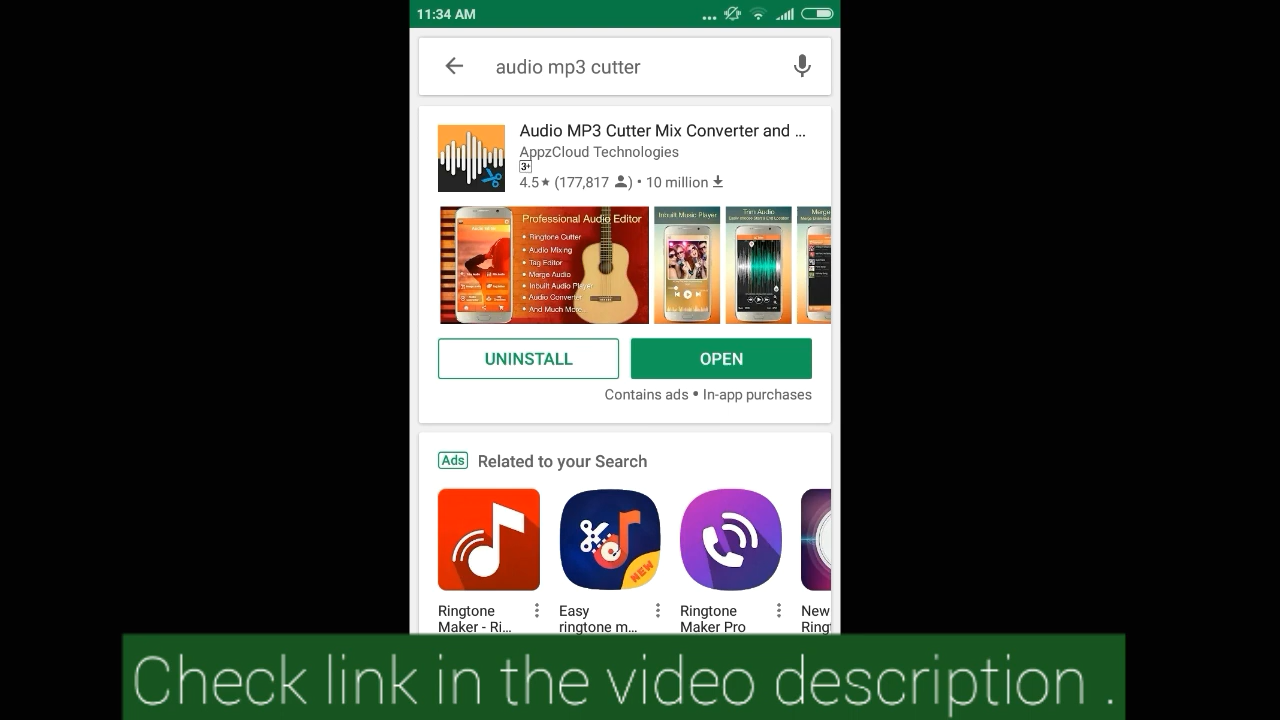 11:34 AM
audio mp3 cutter
Audio MP3 Cutter Mix Converter and ...
AppzCloud Technologies
3+
4.5★ (177,817 ) • 10 million
Professional Audio Editor
• Ringtone Cutter
• Audio Mixing
• Tag Editor
• Merge Audio
• Inbuilt Audio Player
• Audio Converter
• And Much More..
Inbuilt Music Player
Trim Audio
Merge
UNINSTALL
OPEN
Contains ads • In-app purchases
Ads Related to your Search
NEW
Ringtone
Maker - Ri...
Easy
ringtone m...
Ringtone
Maker Pro
New
Ring
Check link in the video description .